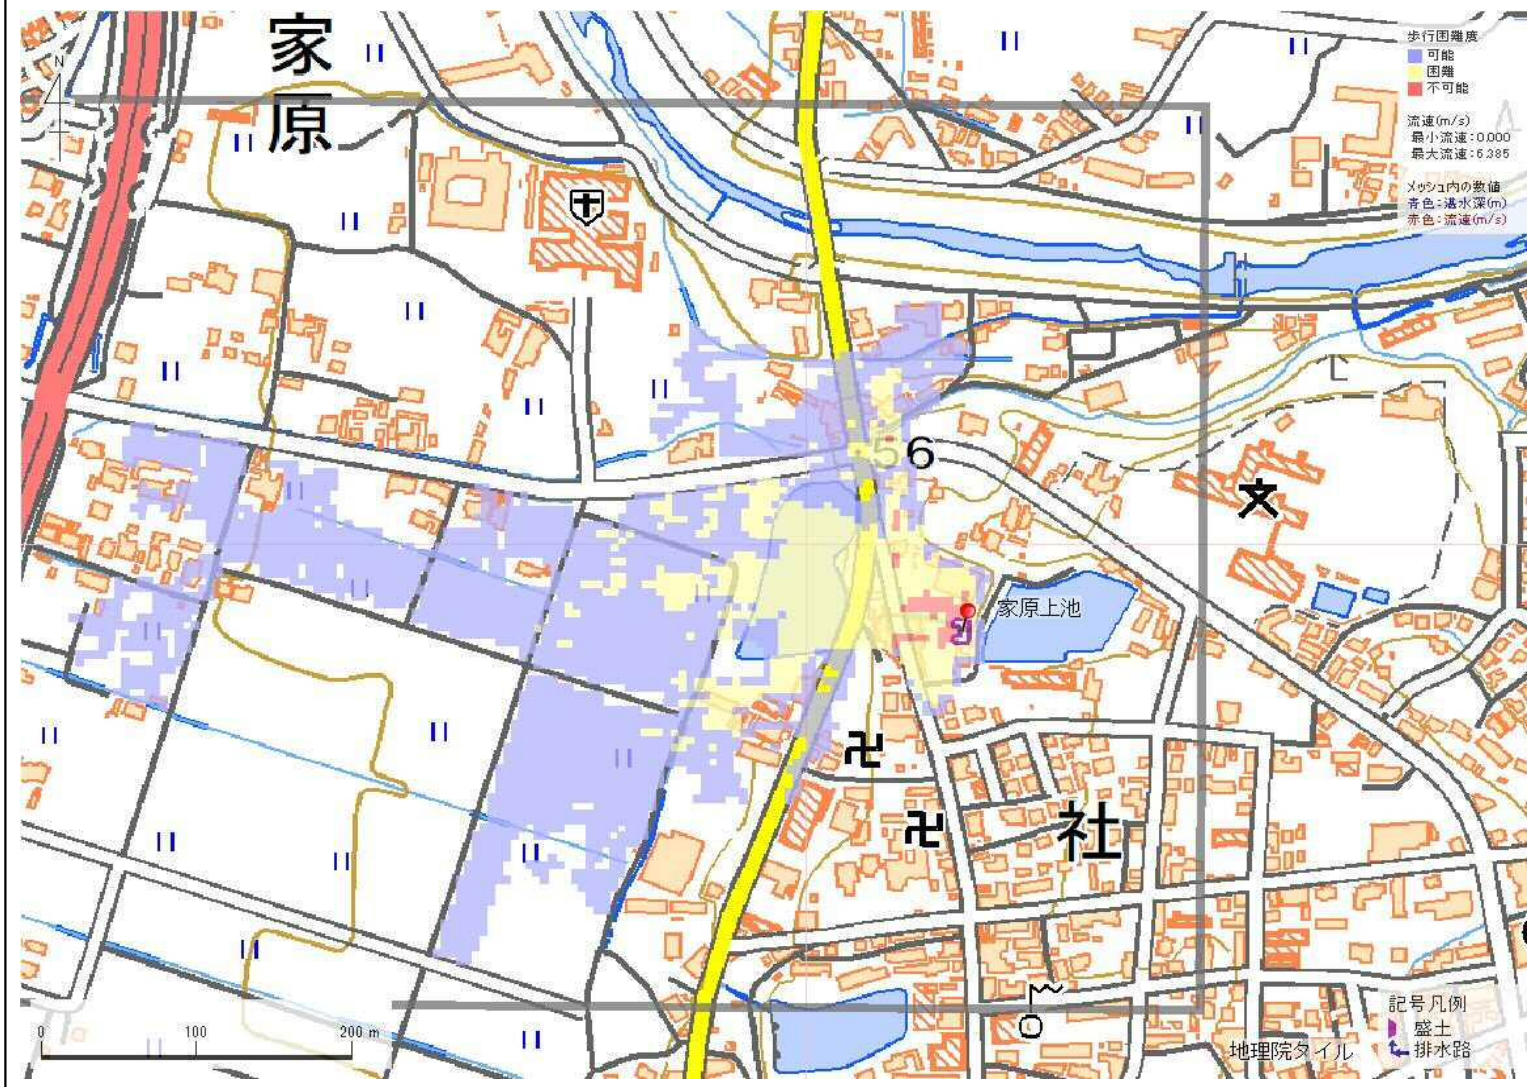 家原
歩行困難度
可能
困難
不可能
流速(m/s)
最小流速:0.000
最大流速:6.385
メッシュ内の数値
青色:湛水深(m)
赤色:流速(m/s)
N
56
家原上池
社
0 100 200 m
記号凡例
盛土
排水路
地理院タイル